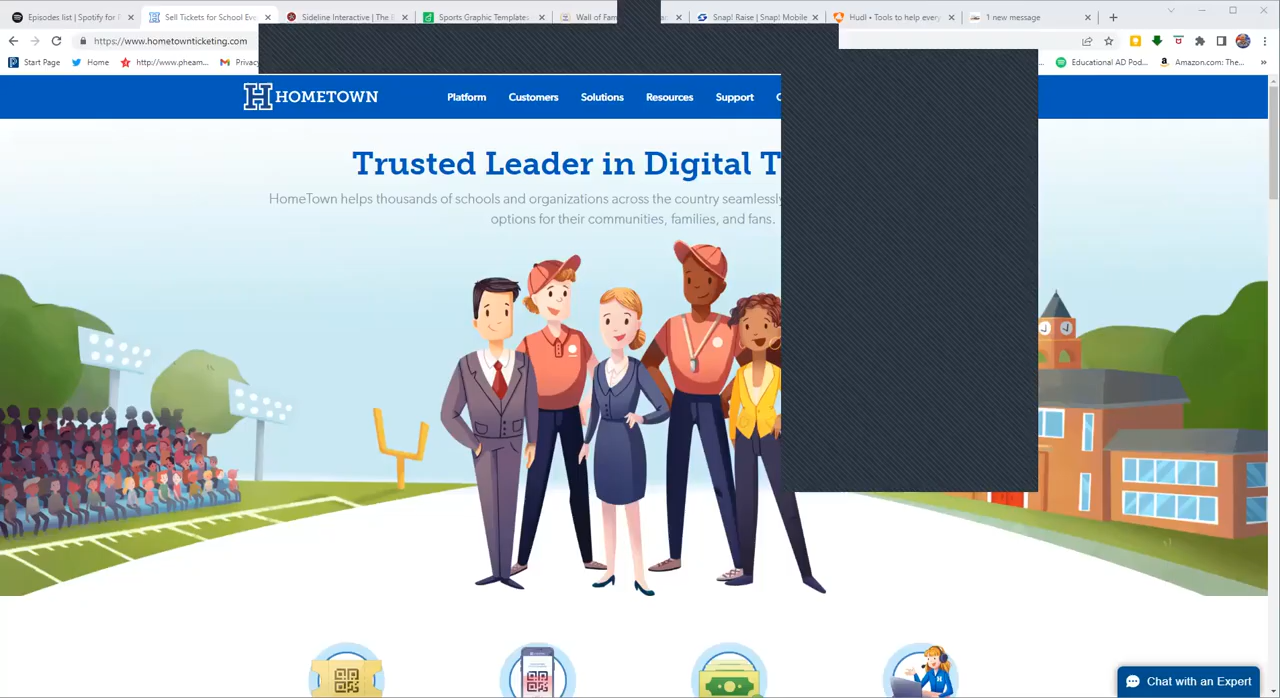 Episodes list | Spotify for
Sell Tickets for School Eve
Sideline Interactive | The
Sports Graphic Templates
Wall of Fam
Snap! Raise | Snap! Mobile
Hudl • Tools to help every
1 new message
https://www.hometownticketing.com
Start Page
Home
http://www.pheam...
Priva
Educational AD Pod...
Amazon.com: The...
HOMETOWN
Platform
Customers
Solutions
Resources
Support
Trusted Leader in Digital T
HomeTown helps thousands of schools and organizations across the country seamlessly
options for their communities, families, and fans.
Chat with an Expert